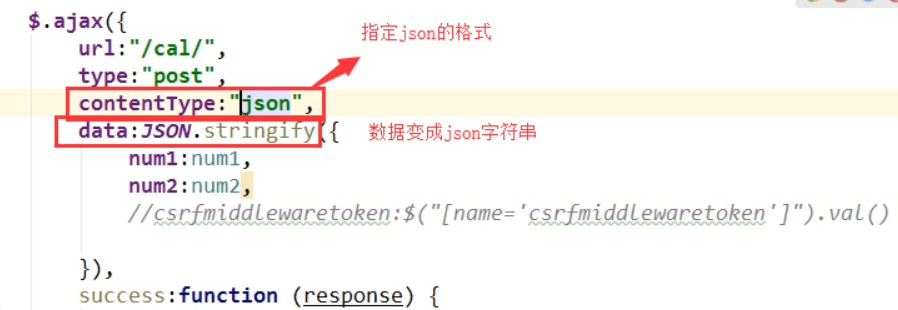 $.ajax({
指定json的格式
url:"/cal/",
type:"post",
contentType:"json",
data:JSON.stringify({
数据变成json字符串
num1:num1,
num2:num2,
//csrfmiddlewaretoken:$("[name='csrfmiddlewaretoken']").val()
}),
success:function (response) {